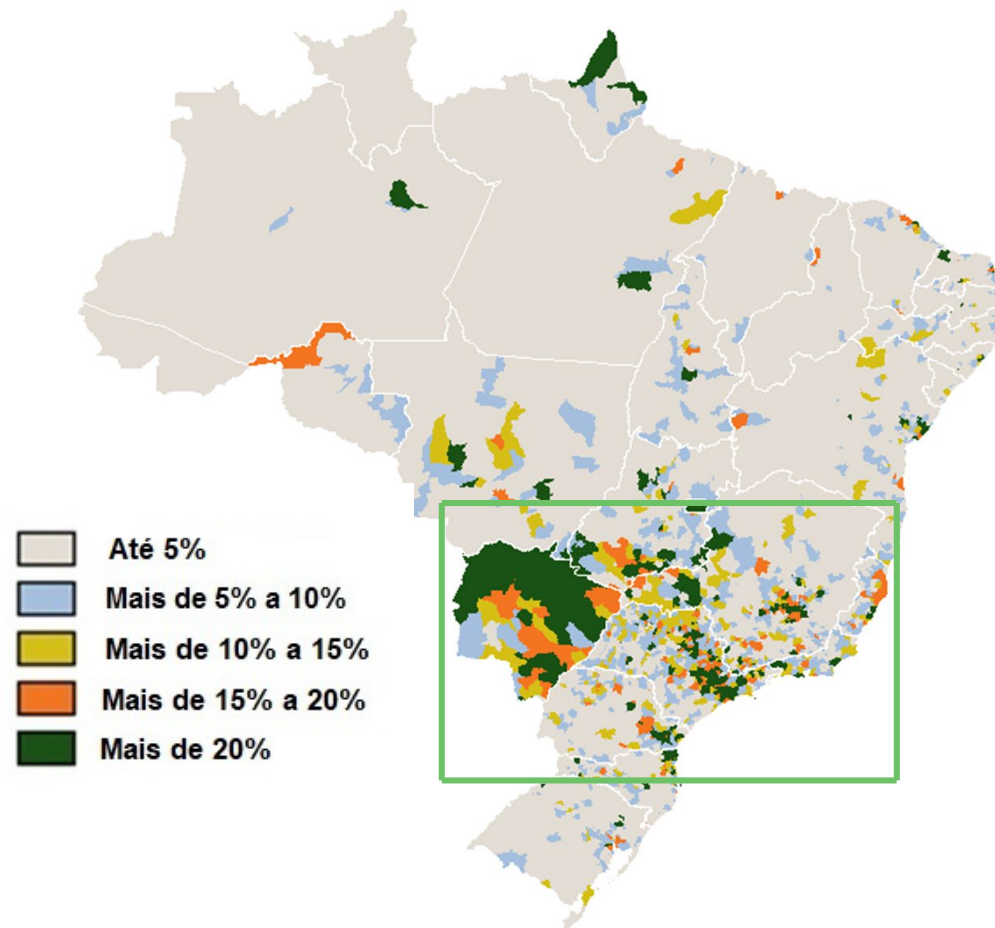 Até 5%
Mais de 5% a 10%
Mais de 10% a 15%
Mais de 15% a 20%
Mais de 20%